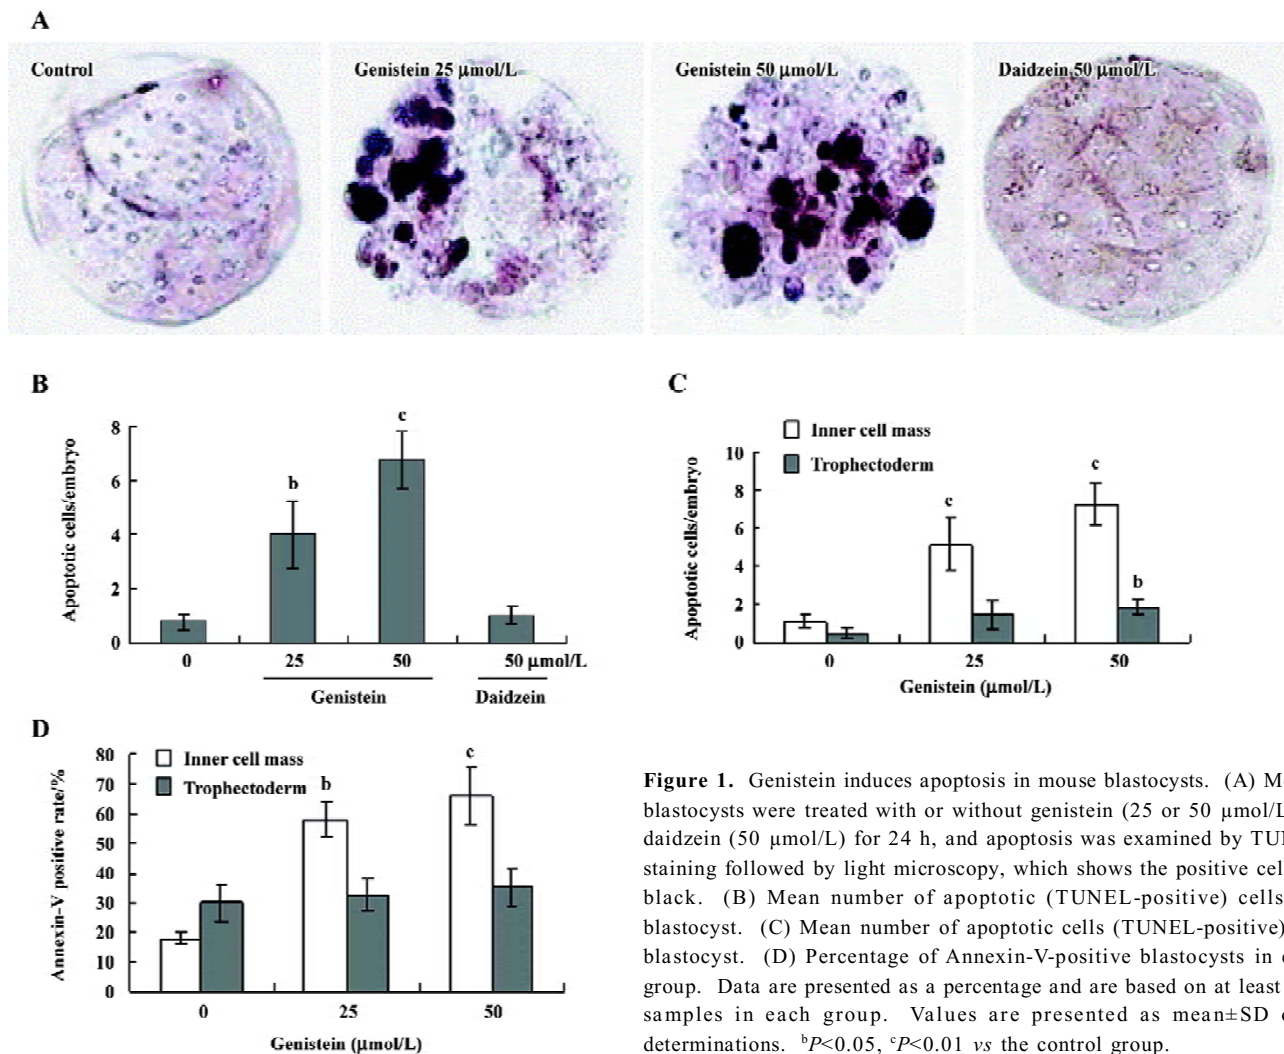 A
Control
Genistein 25 μmol/L
Genistein 50 μmol/L
Daidzein 50 μmol/L
B
Apoptotic cells/embryo
8
6
4
2
0
b
c
0 25 50 50 μmol/L
Genistein Daidzein
C
Inner cell mass
Trophectoderm
Apoptotic cells/embryo
10
8
6
4
2
0
c
c
b
0 25 50
Genistein (μmol/L)
D
Inner cell mass
Trophectoderm
Annexin-V positive rate/%
80
70
60
50
40
30
20
10
0
b
c
0 25 50
Genistein (μmol/L)
Figure 1. Genistein induces apoptosis in mouse blastocysts. (A) M
blastocysts were treated with or without genistein (25 or 50 μmol/L
daidzein (50 μmol/L) for 24 h, and apoptosis was examined by TU
staining followed by light microscopy, which shows the positive cel
black. (B) Mean number of apoptotic (TUNEL-positive) cells
blastocyst. (C) Mean number of apoptotic cells (TUNEL-positive)
blastocyst. (D) Percentage of Annexin-V-positive blastocysts in
group. Data are presented as a percentage and are based on at least
samples in each group. Values are presented as mean±SD
determinations. bP<0.05, cP<0.01 vs the control group.